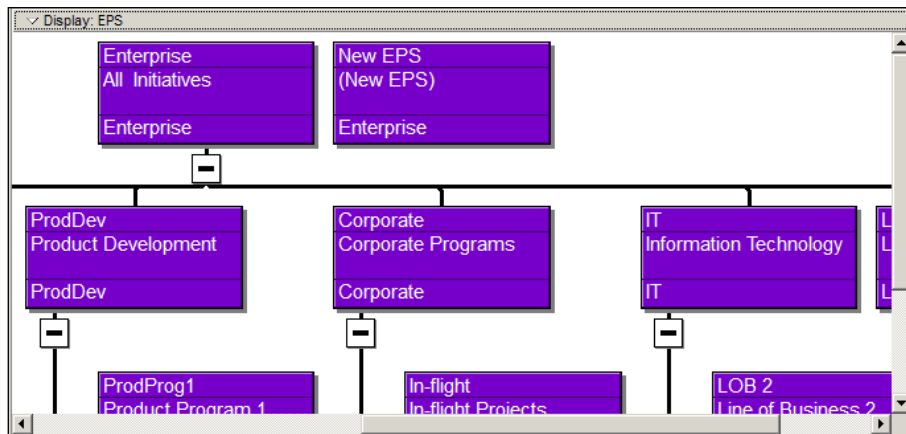 Display: EPS
Enterprise
All Initiatives
Enterprise
New EPS
(New EPS)
Enterprise
ProdDev
Product Development
ProdDev
Corporate
Corporate Programs
Corporate
IT
Information Technology
IT
L
L
L
ProdProg1
Product Program 1
In-flight
In-flight Projects
LOB 2
Line of Business 2